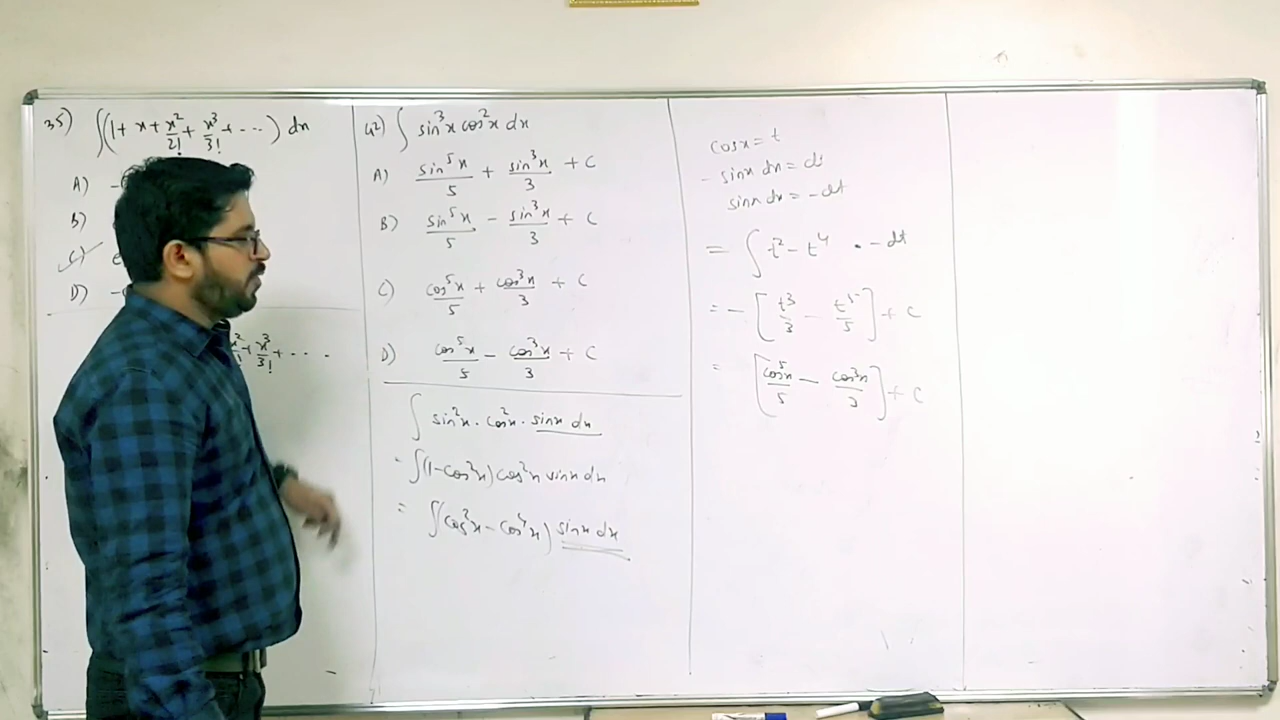 35) ∫(1 + x + x²/2! + x³/3! + ...) dx
A) -
B)
C) e
D) -
x²/2! + x³/3! + ...
42) ∫ sin³x cos²x dx
A) sin⁵x/5 + sin³x/3 + C
B) sin⁵x/5 - sin³x/3 + C
C) cos⁵x/5 + cos³x/3 + C
D) cos⁵x/5 - cos³x/3 + C
∫ sin²x . cos²x . sinx dx
= ∫(1-cos²x) cos²x sinx dx
= ∫(cos²x - cos⁴x) sinx dx
cosx = t
- sinx dx = dt
sinx dx = - dt
= ∫ t² - t⁴ . - dt
= - [t³/3 - t⁵/5] + C
= [cos⁵x/5 - cos³x/3] + C